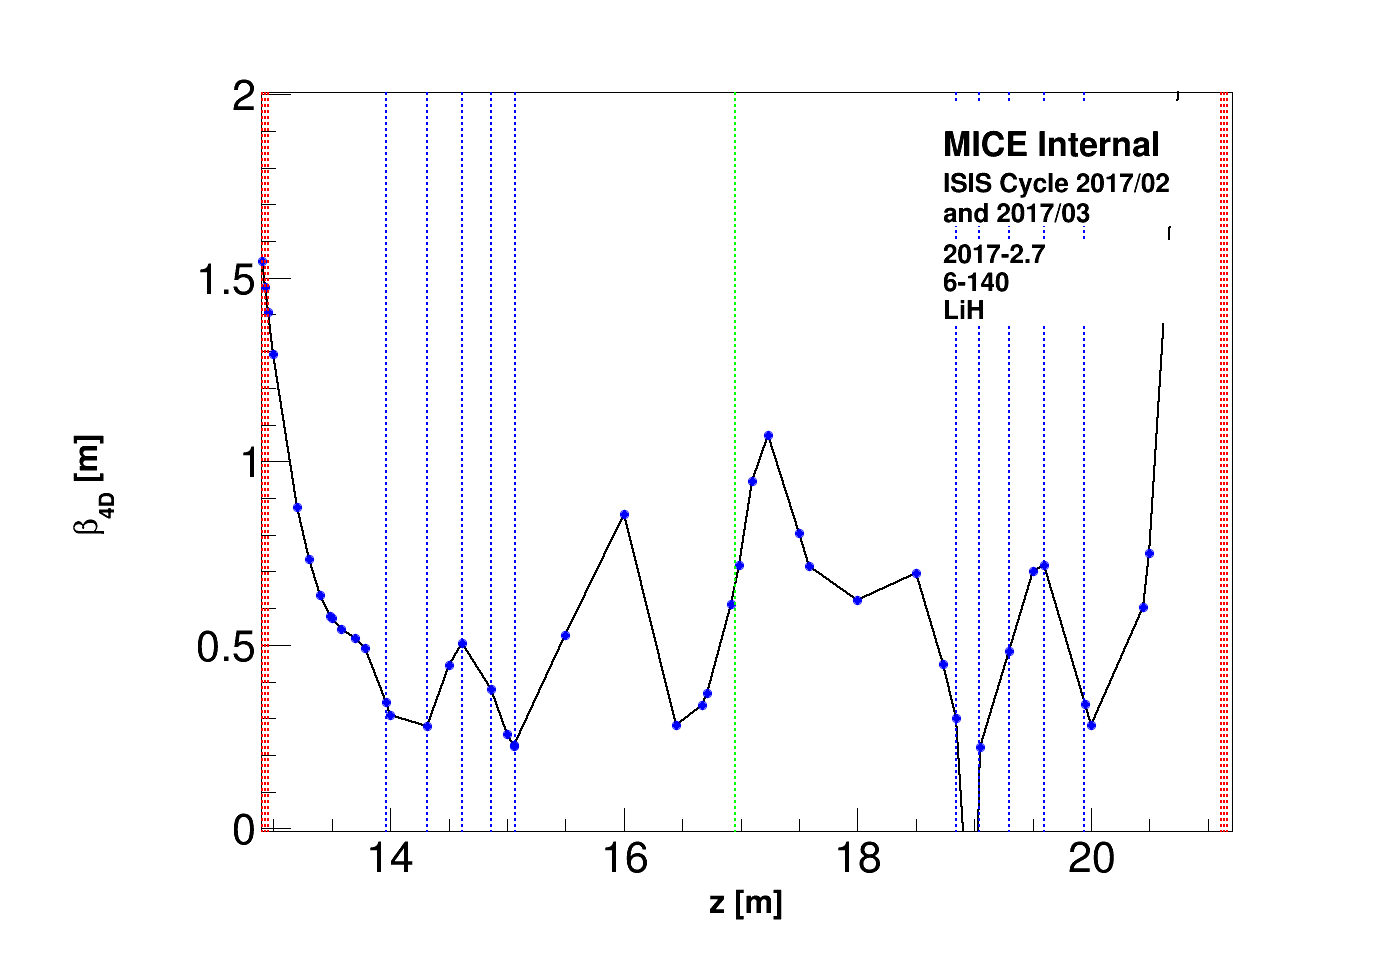 2
1.5
1
0.5
0
14 16 18 20
z [m]
β4D [m]
MICE Internal
ISIS Cycle 2017/02
and 2017/03
2017-2.7
6-140
LiH